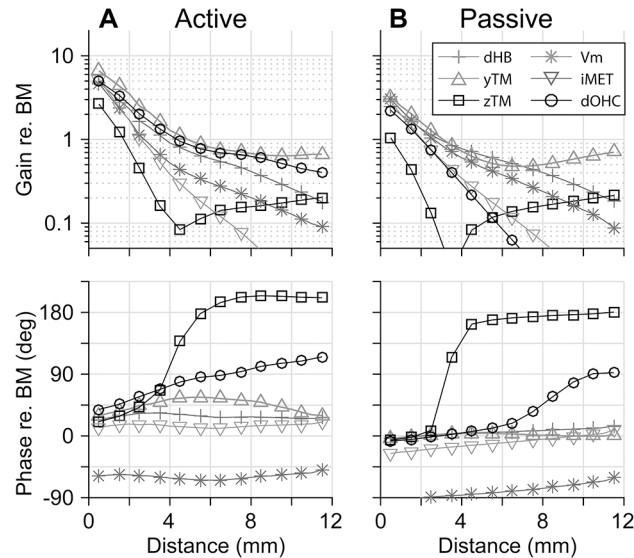 A Active
B Passive
Gain re. BM
10
1
0.1
dHB
yTM
zTM
Vm
iMET
dOHC
Phase re. BM (deg)
180
90
0
-90
0 4 8 12
0 4 8 12
Distance (mm)
Distance (mm)